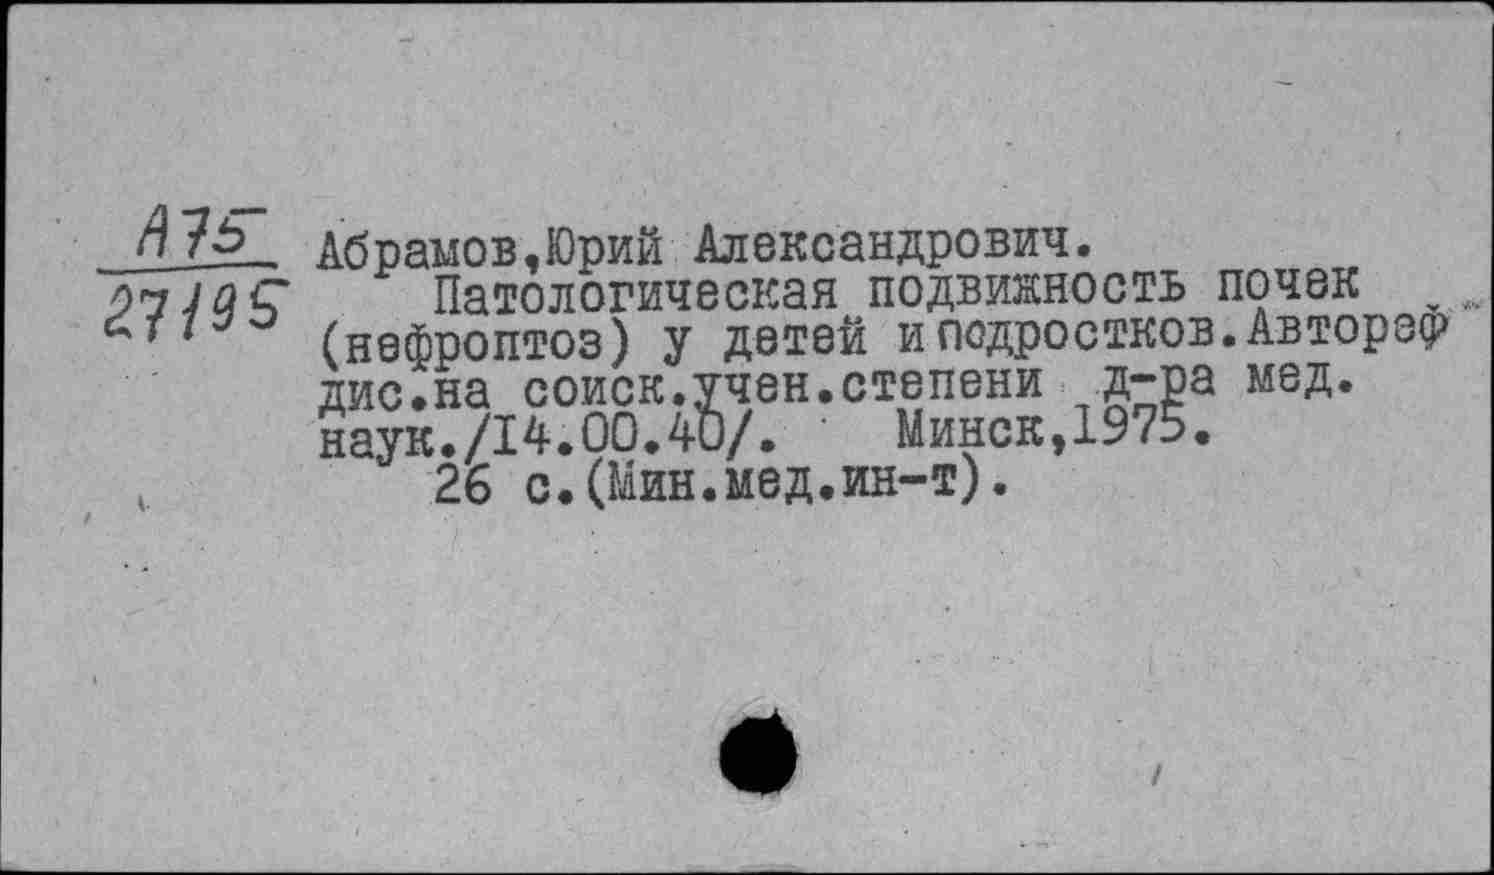 А75
27195
Абрамов,Юрий Александрович.
Патологическая подвижность почек
(нефроптоз) у детей и подростков.Автореф
дис.на соиск.учен.степени д-ра мед.
наук./14.00.40/. Минск,1975.
26 с.(Мин.мед.ин-т).